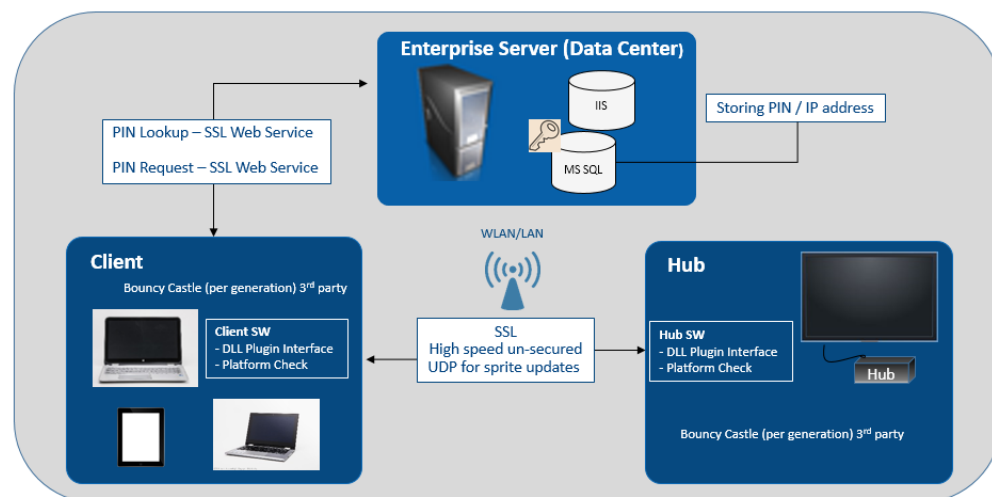 Enterprise Server (Data Center)
IIS
MS SQL
Storing PIN / IP address
PIN Lookup – SSL Web Service
PIN Request – SSL Web Service
WLAN/LAN
Client
Bouncy Castle (per generation) 3rd party
Client SW
- DLL Plugin Interface
- Platform Check
SSL
High speed un-secured
UDP for sprite updates
Hub
Hub SW
- DLL Plugin Interface
- Platform Check
Hub
Bouncy Castle (per generation) 3rd party